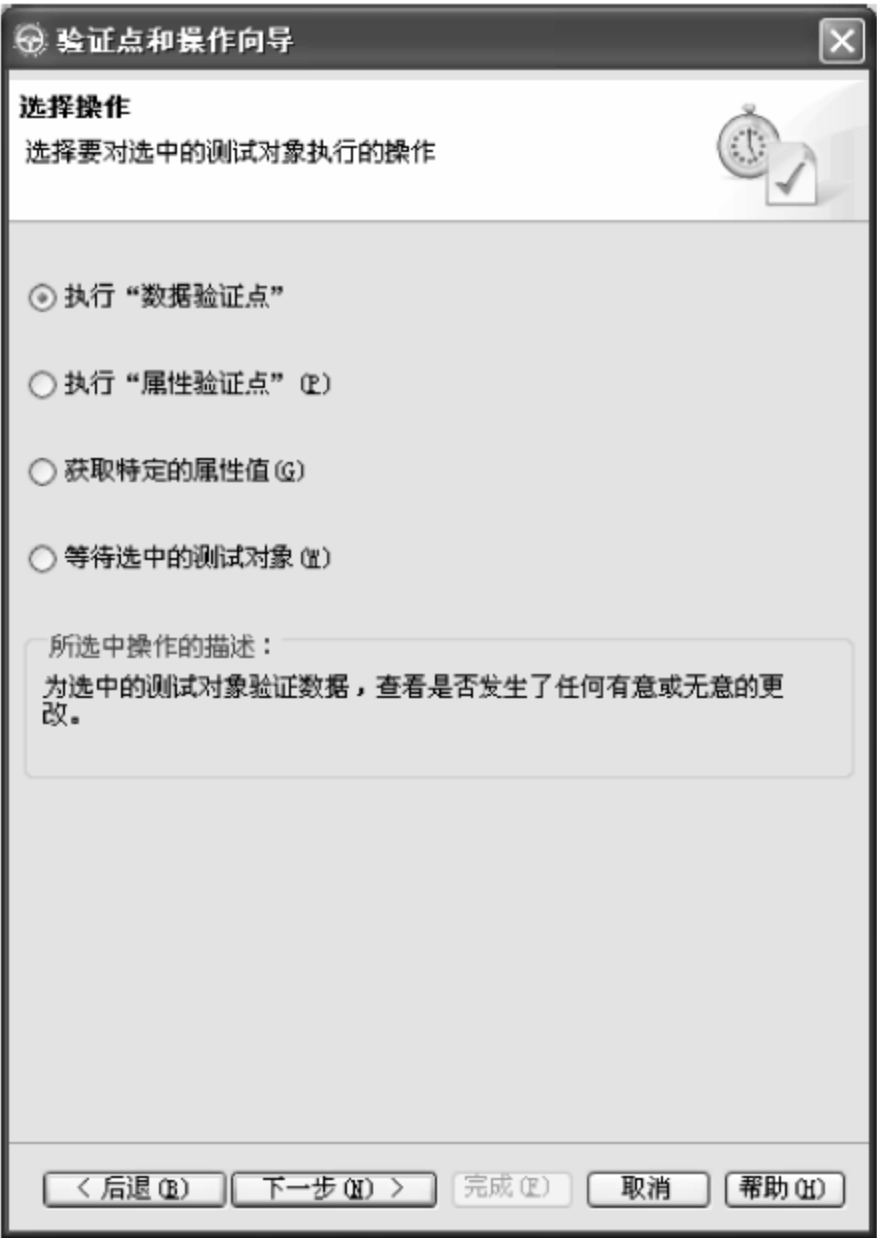 验证点和操作向导
选择操作
选择要对选中的测试对象执行的操作
执行“数据验证点”
执行“属性验证点”(P)
获取特定的属性值(G)
等待选中的测试对象(W)
所选中操作的描述：
为选中的测试对象验证数据，查看是否发生了任何有意或无意的更
改。
< 后退(B) 下一步(N) > 完成(F) 取消 帮助(H)